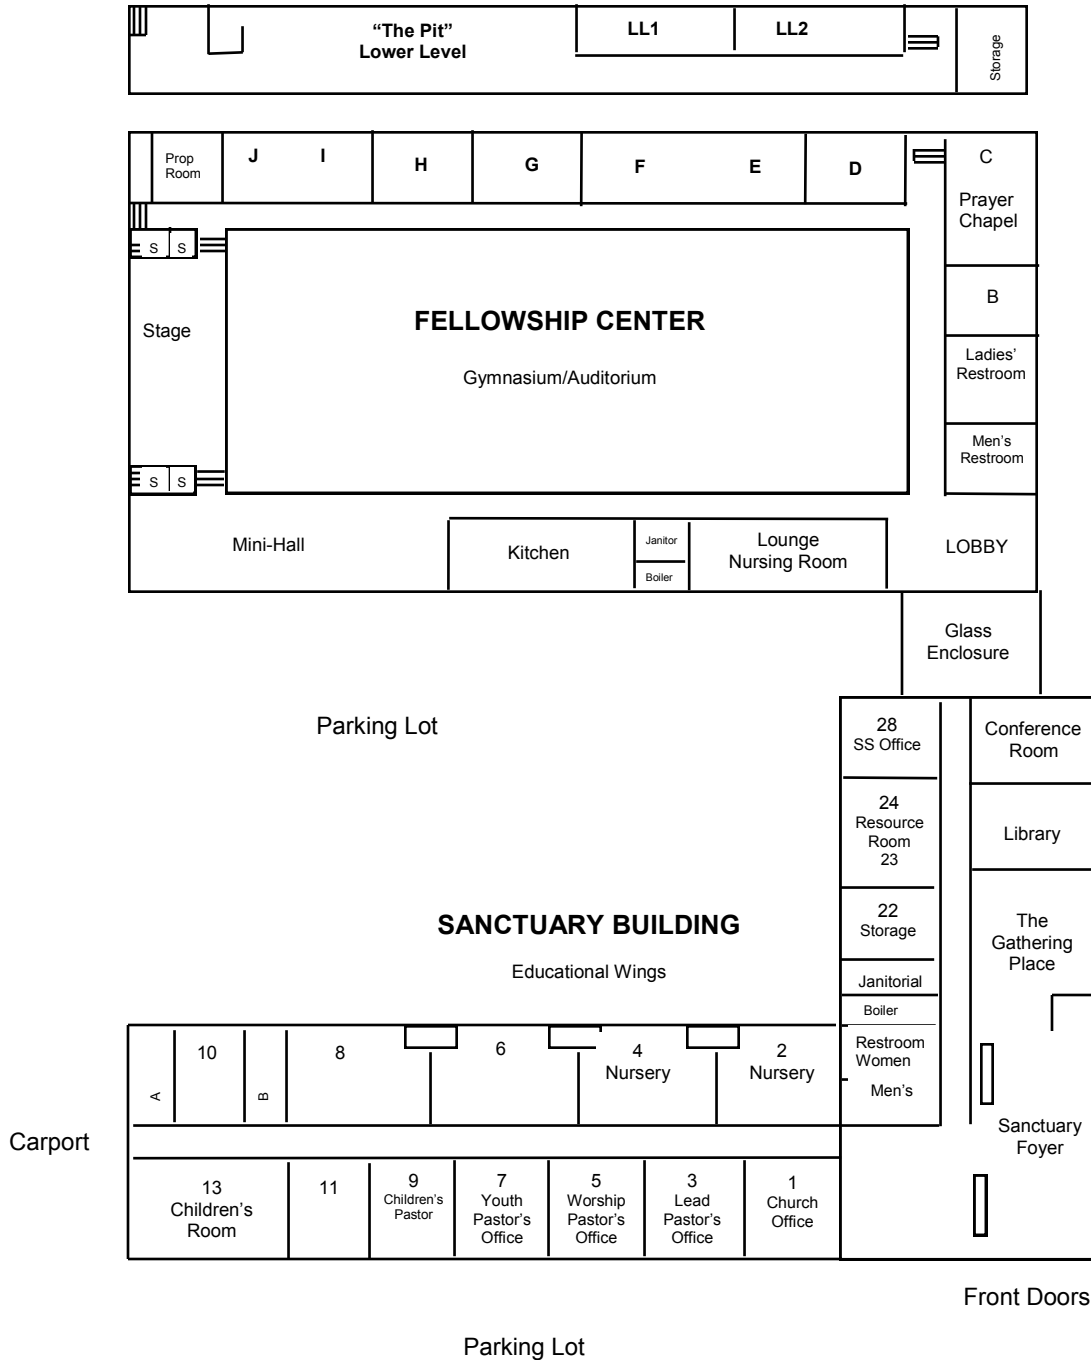 “The Pit”
Lower Level
LL1
LL2
Storage
Prop
Room
J
I
H
G
F
E
D
C
Prayer
Chapel
S
S
B
Stage
FELLOWSHIP CENTER
Gymnasium/Auditorium
Ladies’
Restroom
Men’s
Restroom
S
S
Mini-Hall
Kitchen
Janitor
Boiler
Lounge
Nursing Room
LOBBY
Glass
Enclosure
Parking Lot
28
SS Office
Conference
Room
24
Resource
Room
23
Library
SANCTUARY BUILDING
Educational Wings
22
Storage
The
Gathering
Place
Janitorial
Boiler
Restroom
Women
Men’s
A
10
B
8
6
4
Nursery
2
Nursery
Sanctuary
Foyer
Carport
13
Children’s
Room
11
9
Children’s
Pastor
7
Youth
Pastor’s
Office
5
Worship
Pastor’s
Office
3
Lead
Pastor’s
Office
1
Church
Office
Front Doors
Parking Lot